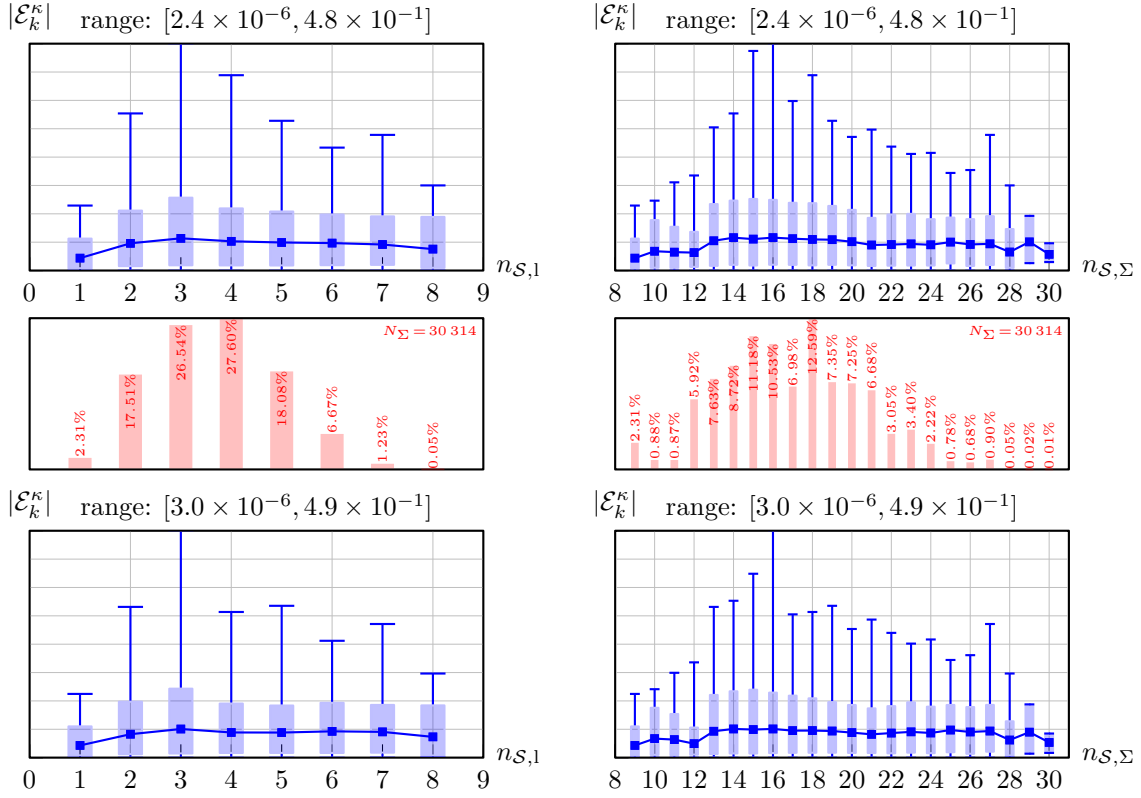 |ℰ_k^κ| range: [2.4 × 10^−6, 4.8 × 10^−1]
0 1 2 3 4 5 6 7 8 9 n_𝒮,1
|ℰ_k^κ| range: [2.4 × 10^−6, 4.8 × 10^−1]
8 10 12 14 16 18 20 22 24 26 28 30 n_𝒮,Σ
N_Σ = 30 314
2.31% 17.51% 26.54% 27.60% 18.08% 6.67% 1.23% 0.05%
N_Σ = 30 314
2.31% 0.88% 0.87% 5.92% 7.63% 8.72% 11.18% 10.53% 6.98% 12.59% 7.35% 7.25% 6.68% 3.05% 3.40% 2.22% 0.78% 0.68% 0.90% 0.05% 0.02% 0.01%
|ℰ_k^κ| range: [3.0 × 10^−6, 4.9 × 10^−1]
0 1 2 3 4 5 6 7 8 9 n_𝒮,1
|ℰ_k^κ| range: [3.0 × 10^−6, 4.9 × 10^−1]
8 10 12 14 16 18 20 22 24 26 28 30 n_𝒮,Σ